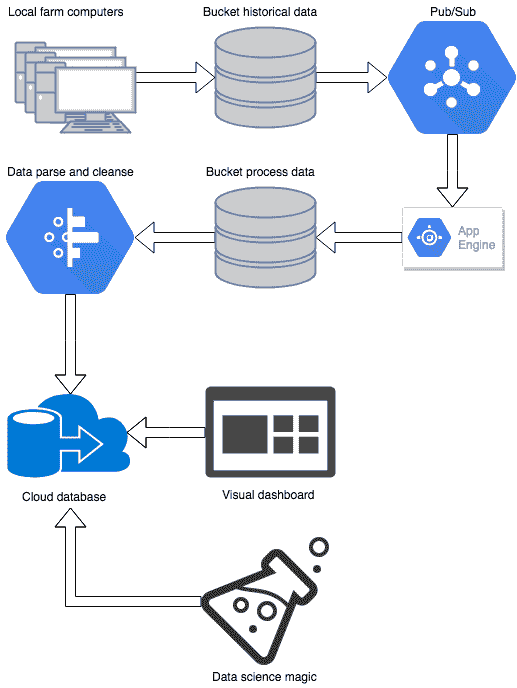 Local farm computers
Bucket historical data
Pub/Sub
Data parse and cleanse
Bucket process data
App
Engine
Cloud database
Visual dashboard
Data science magic